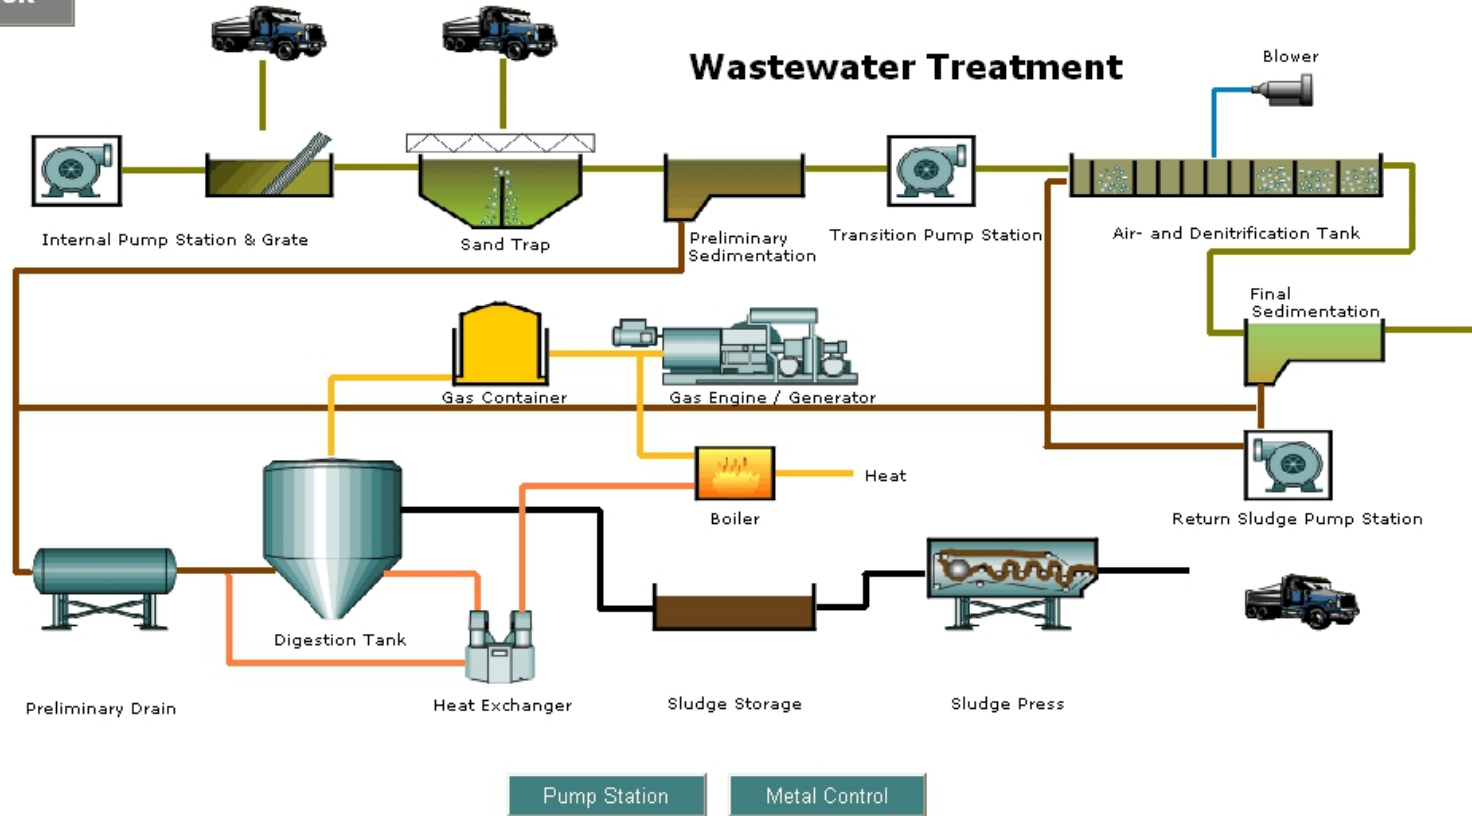 Wastewater Treatment
Blower
Internal Pump Station & Grate
Sand Trap
Preliminary
Sedimentation
Transition Pump Station
Air- and Denitrification Tank
Final
Sedimentation
Gas Container
Gas Engine / Generator
Heat
Boiler
Return Sludge Pump Station
Digestion Tank
Preliminary Drain
Heat Exchanger
Sludge Storage
Sludge Press
Pump Station
Metal Control